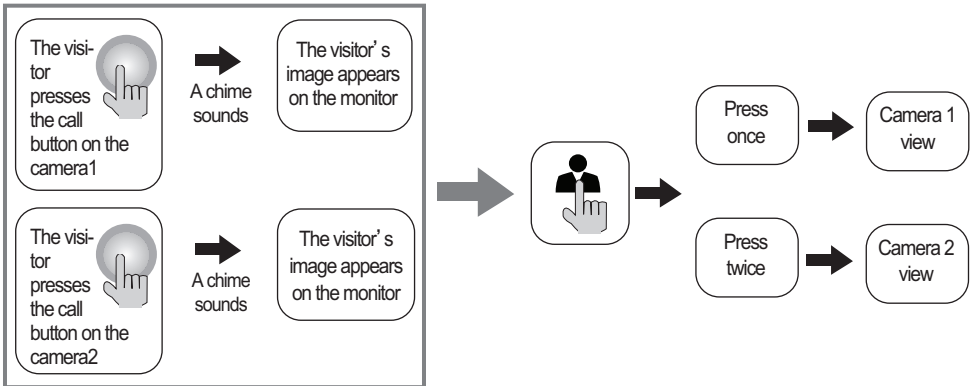 The visi-
tor
presses
the call
button on the
camera1
A chime
sounds
The visitor’s
image appears
on the monitor
The visi-
tor
presses
the call
button on the
camera2
A chime
sounds
The visitor’s
image appears
on the monitor
Press
once
Camera 1
view
Press
twice
Camera 2
view